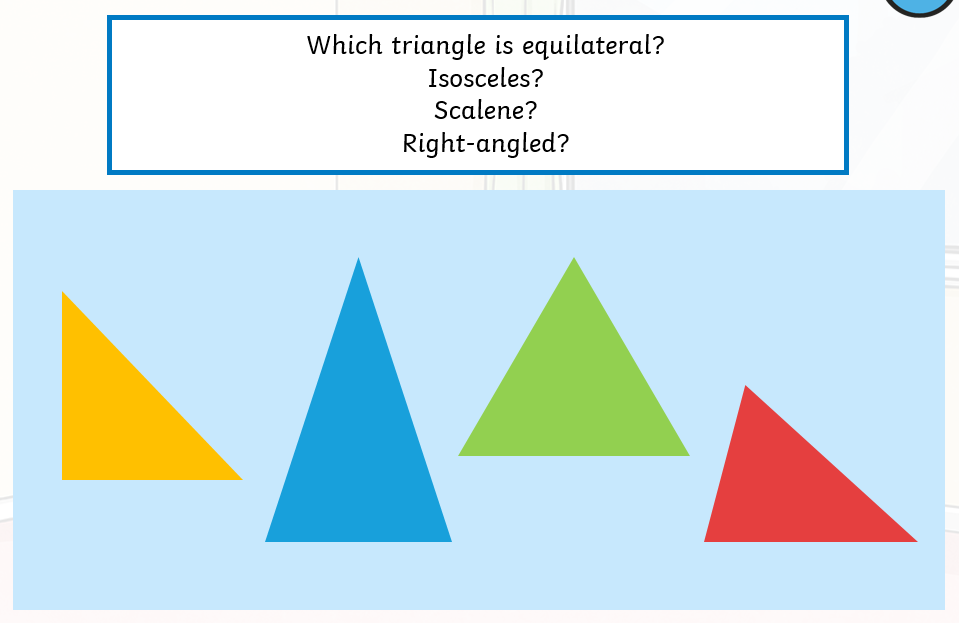 Which triangle is equilateral?
Isosceles?
Scalene?
Right-angled?